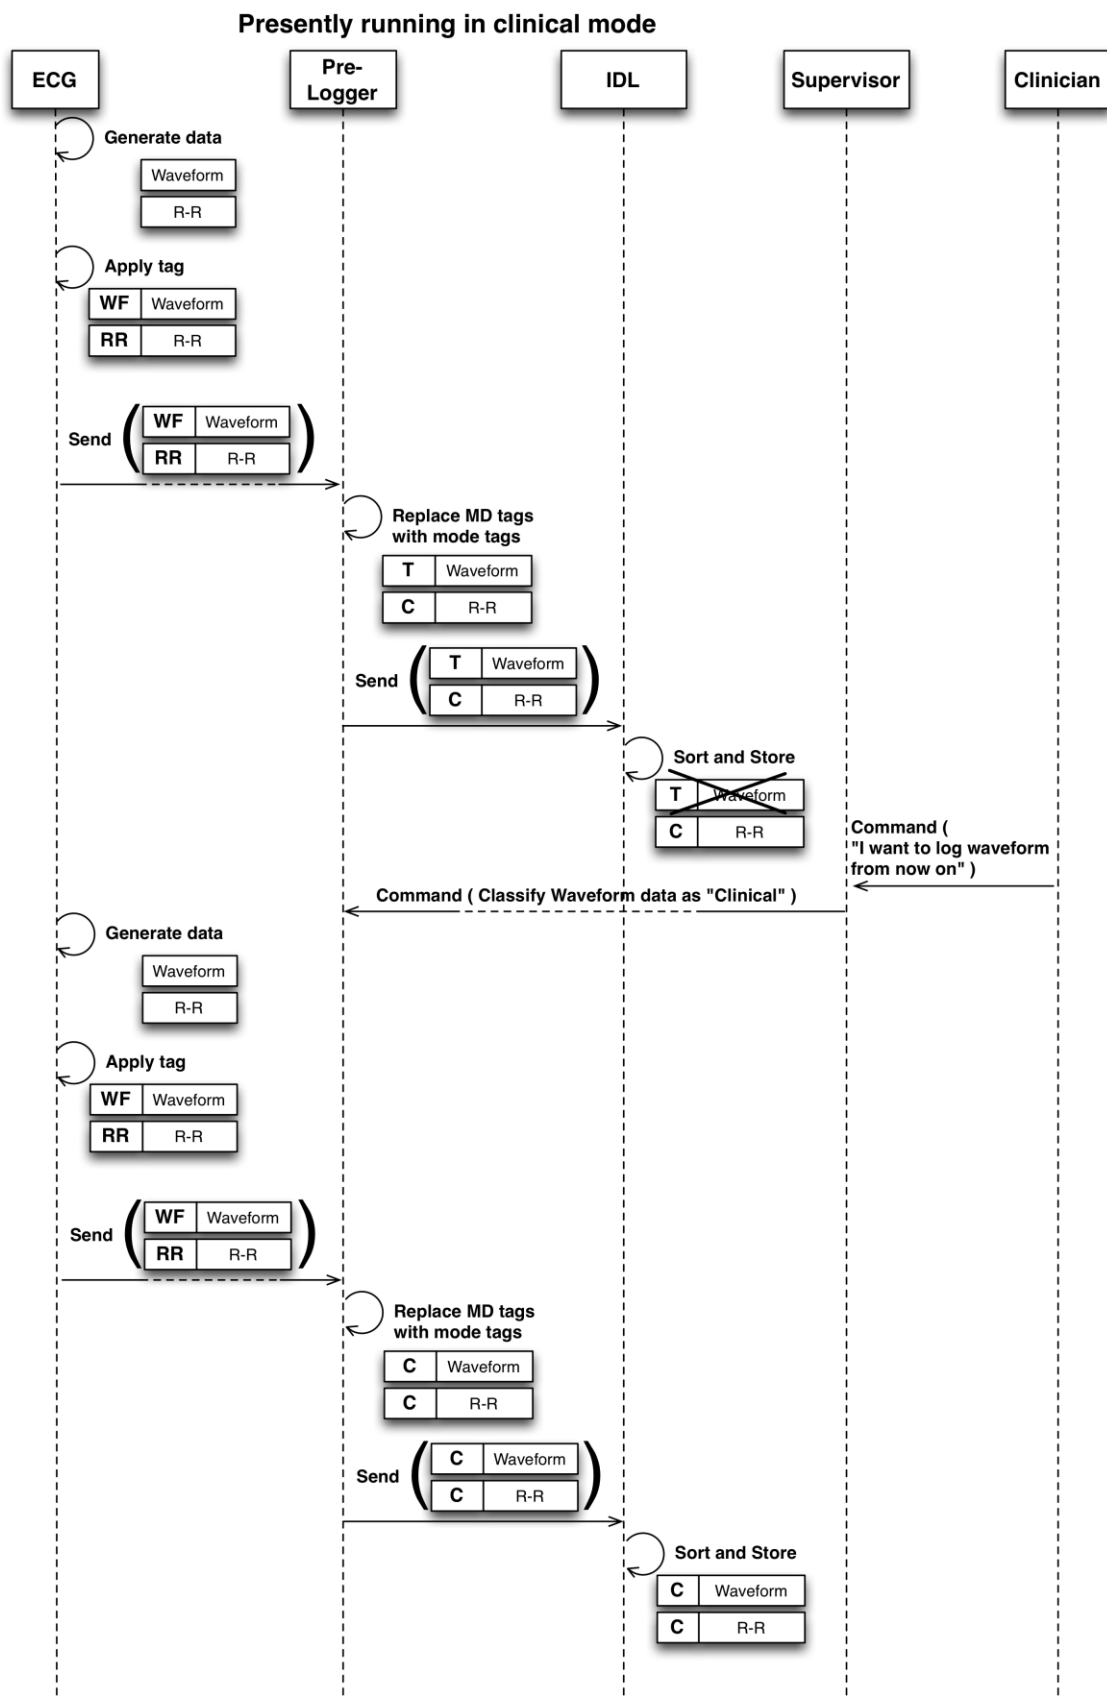 Presently running in clinical mode
ECG
Pre-
Logger
IDL
Supervisor
Clinician
Generate data
Waveform
R-R
Apply tag
WF Waveform
RR R-R
Send ( WF Waveform
RR R-R )
Replace MD tags
with mode tags
T Waveform
C R-R
Send ( T Waveform
C R-R )
Sort and Store
T Waveform
C R-R
Command (
"I want to log waveform
from now on" )
Command ( Classify Waveform data as "Clinical" )
Generate data
Waveform
R-R
Apply tag
WF Waveform
RR R-R
Send ( WF Waveform
RR R-R )
Replace MD tags
with mode tags
C Waveform
C R-R
Send ( C Waveform
C R-R )
Sort and Store
C Waveform
C R-R